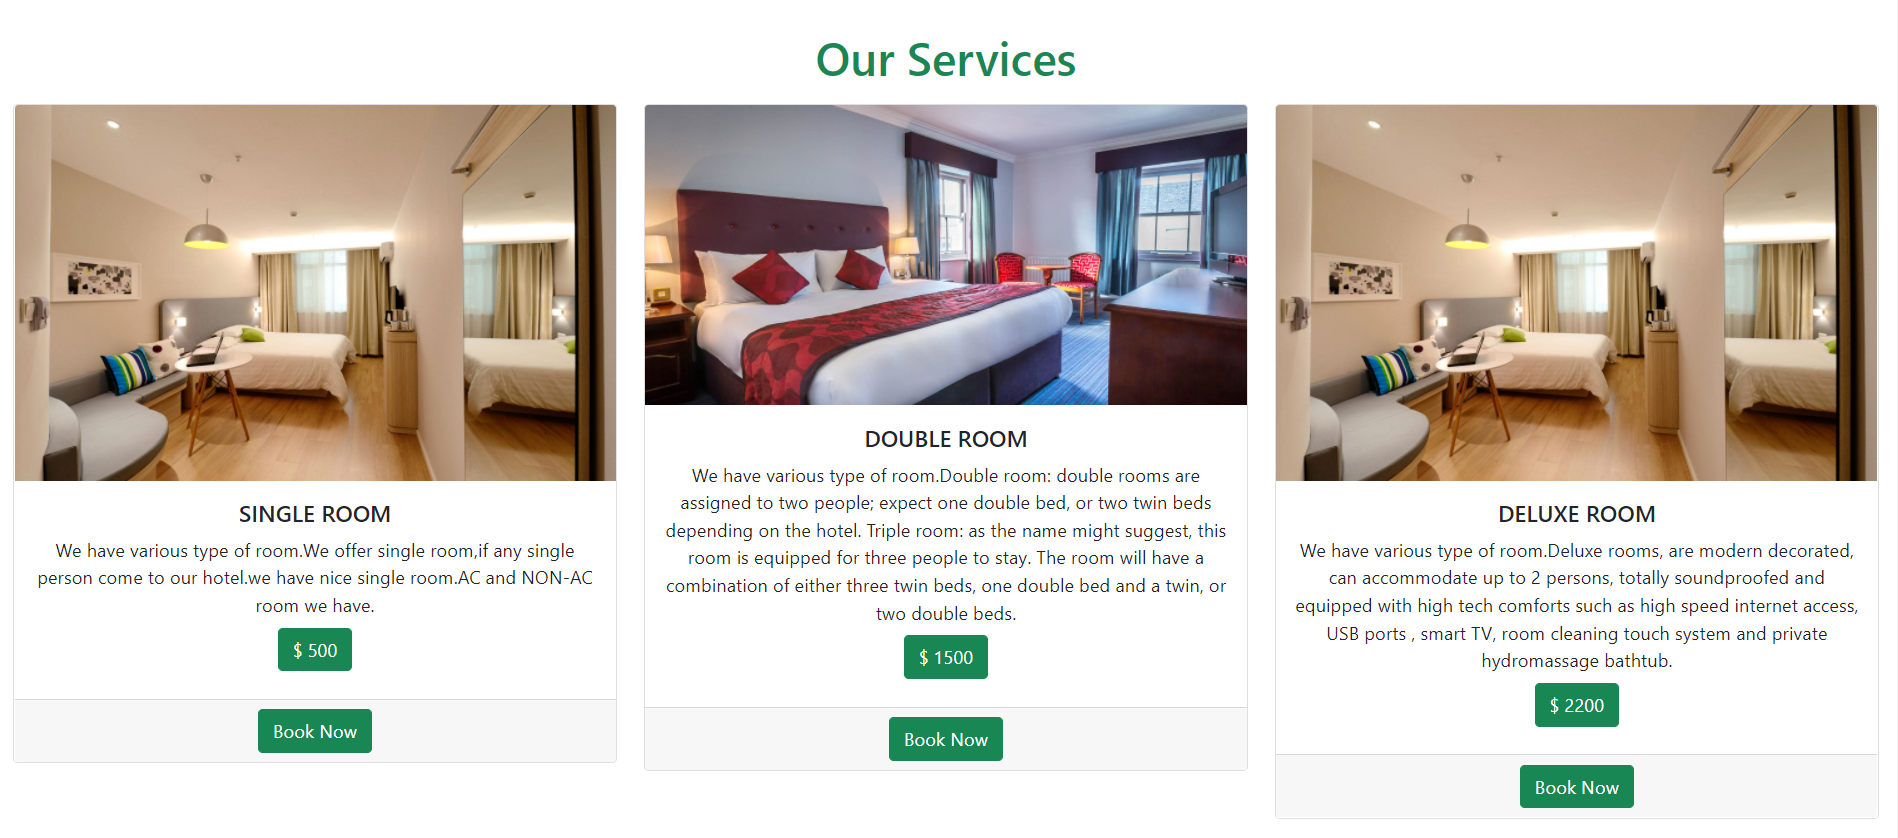 Our Services
SINGLE ROOM
We have various type of room.We offer single room,if any single
person come to our hotel.we have nice single room.AC and NON-AC
room we have.
$ 500
Book Now
DOUBLE ROOM
We have various type of room.Double room: double rooms are
assigned to two people; expect one double bed, or two twin beds
depending on the hotel. Triple room: as the name might suggest, this
room is equipped for three people to stay. The room will have a
combination of either three twin beds, one double bed and a twin, or
two double beds.
$ 1500
Book Now
DELUXE ROOM
We have various type of room.Deluxe rooms, are modern decorated,
can accommodate up to 2 persons, totally soundproofed and
equipped with high tech comforts such as high speed internet access,
USB ports , smart TV, room cleaning touch system and private
hydromassage bathtub.
$ 2200
Book Now